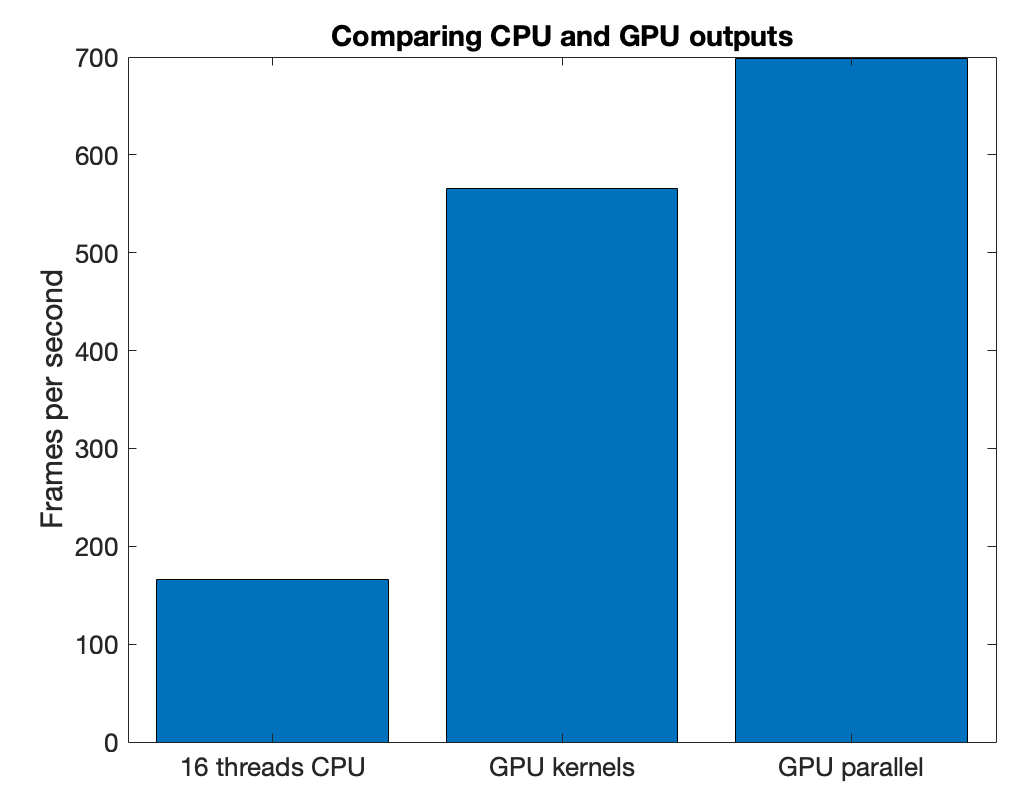 Comparing CPU and GPU outputs
700
600
500
400
300
200
100
0
Frames per second
16 threads CPU
GPU kernels
GPU parallel